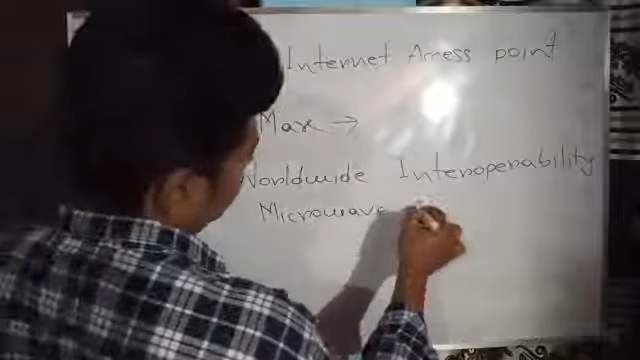 Internet Access point
Max →
Worldwide Interoperability
Microwave